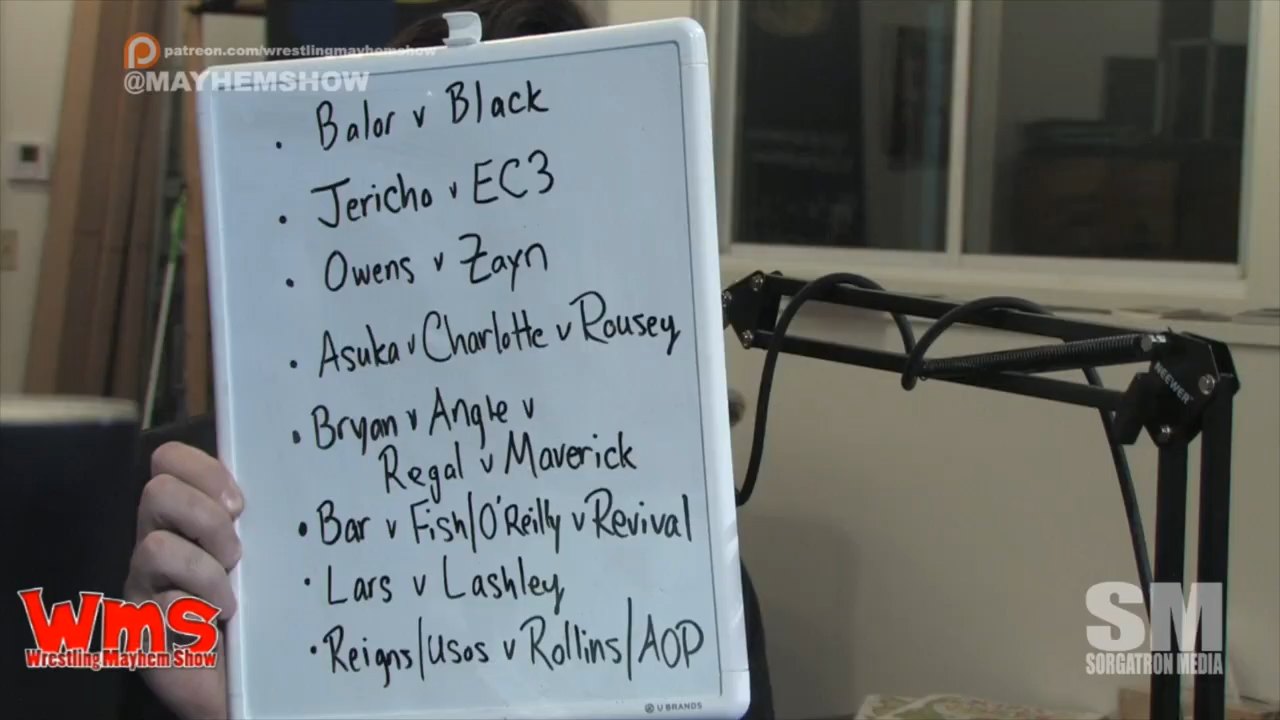 patreon.com/wrestlingmayhemshow
@MAYHEMSHOW
• Balor v Black
• Jericho v EC3
• Owens v Zayn
• Asuka v Charlotte v Rousey
• Bryan v Angle v
Regal v Maverick
• Bar v Fish/O'Reilly v Revival
• Lars v Lashley
• Reigns/Usos v Rollins/AOP
U BRANDS
NEEWER
WMS
Wrestling Mayhem Show
SM
SORGATRON MEDIA